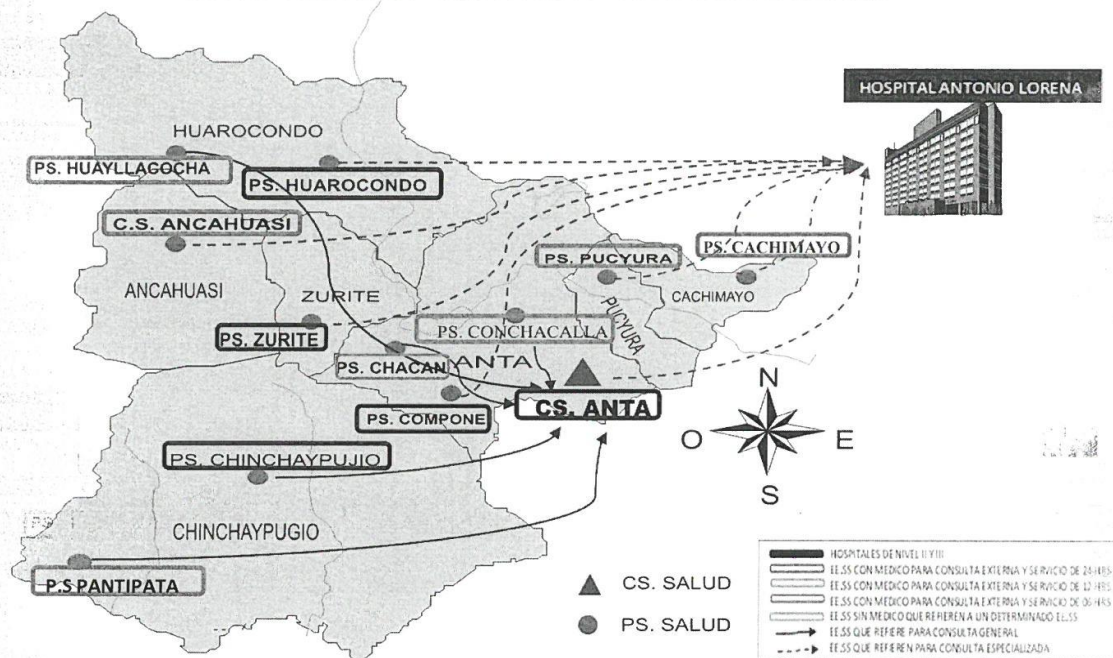 HOSPITAL ANTONIO LORENA
HUAROCONDO
PS. HUAYLLAGOCHA
PS. HUAROCONDO
C.S. ANCAHUASI
PS. PUCYURA
PS. CACHIMAYO
ANCAHUASI
ZURITE
CACHIMAYO
PUCYURA
PS. ZURITE
PS. CONCHACALLA
PS. CHACAN
ANTA
PS. COMPONE
CS. ANTA
N
O
E
S
PS. CHINCHAYPUJIO
CHINCHAYPUGIO
P.S PANTIPATA
CS. SALUD
PS. SALUD
HOSPITALES DE NIVEL II Y III
EE.SS CON MEDICO PARA CONSULTA EXTERNA Y SERVICIO DE 24-HRS
EE.SS CON MEDICO PARA CONSULTA EXTERNA Y SERVICIO DE 12-HRS
EE.SS CON MEDICO PARA CONSULTA EXTERNA Y SERVICIO DE 06-HRS
EE.SS SIN MEDICO QUE REFIEREN A UN DETERMINADO EE.SS
EE.SS QUE REFIERE PARA CONSULTA GENERAL
EE.SS QUE REFIEREN PARA CONSULTA ESPECIALIZADA